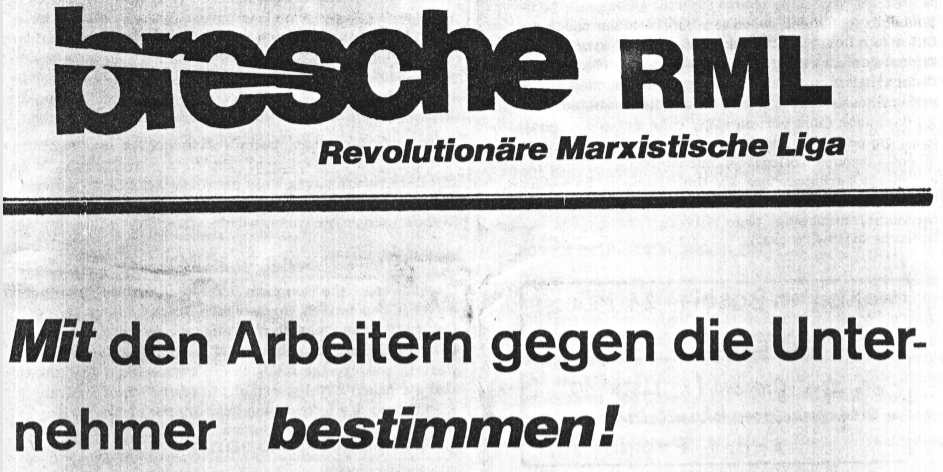 bresche RML
Revolutionäre Marxistische Liga
Mit den Arbeitern gegen die Unter-
nehmer bestimmen!